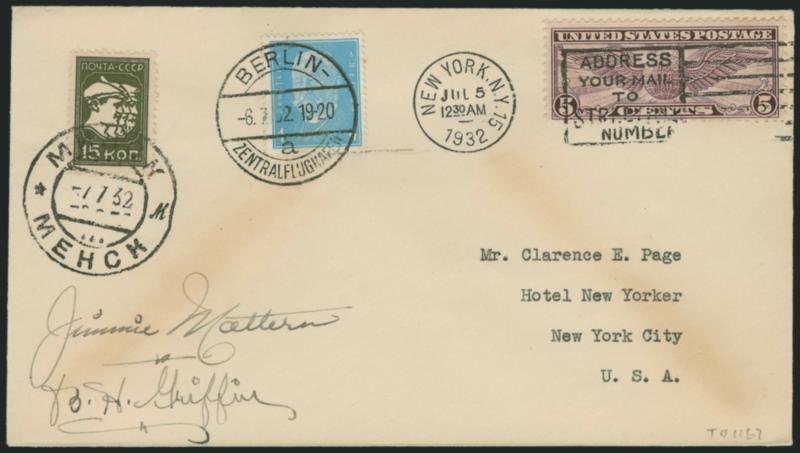 ПОЧТА-СССР
15 КОП.
-7 7 32
М
МЕНСК
BERLIN-
-6.7.32.19-20
a
ZENTRALFLUGHAFEN
NEW YORK, N.Y. 15
JUL 5
12 30 AM
1932
UNITED STATES POSTAGE
5 CENTS 5
ADDRESS
YOUR MAIL
TO
NUMBER
Mr. Clarence E. Page
Hotel New Yorker
New York City
U. S. A.
Jimmie Mattern
B. H. Griffin